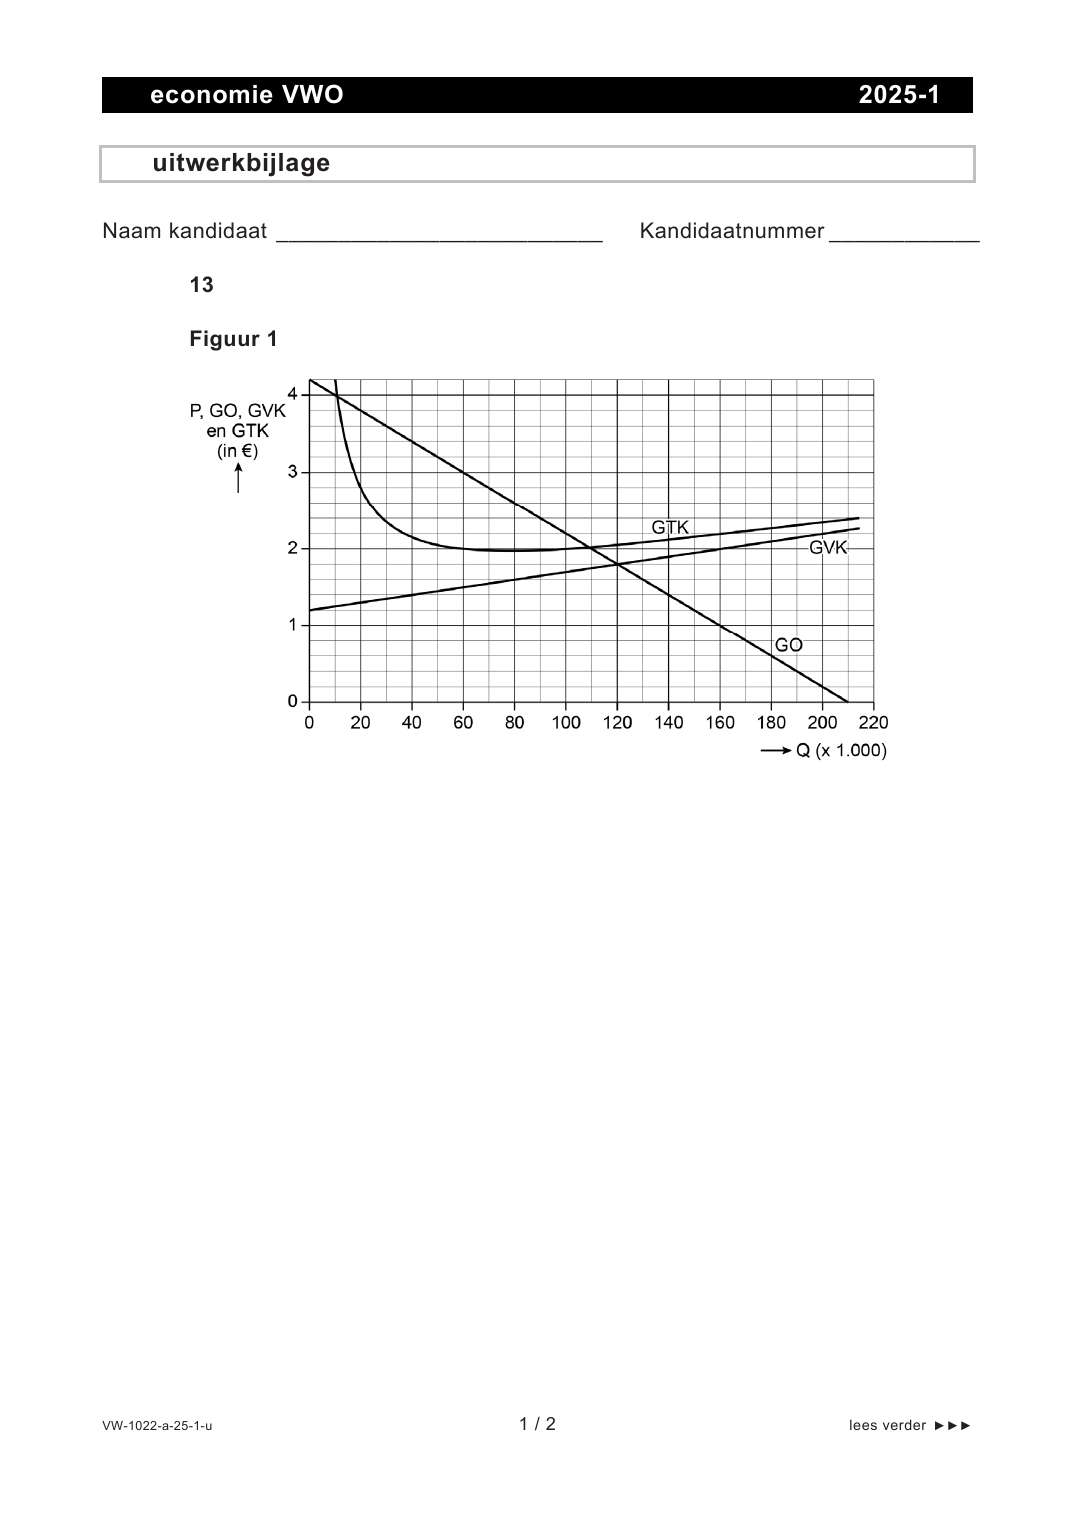 economie VWO 2025-1
uitwerkbijlage
Naam kandidaat __________________________ Kandidaatnummer ____________
13
Figuur 1
P, GO, GVK
en GTK
(in €)
4
3
2
1
0
GTK
GVK
GO
0 20 40 60 80 100 120 140 160 180 200 220
Q (x 1.000)
VW-1022-a-25-1-u 1 / 2 lees verder ►►►